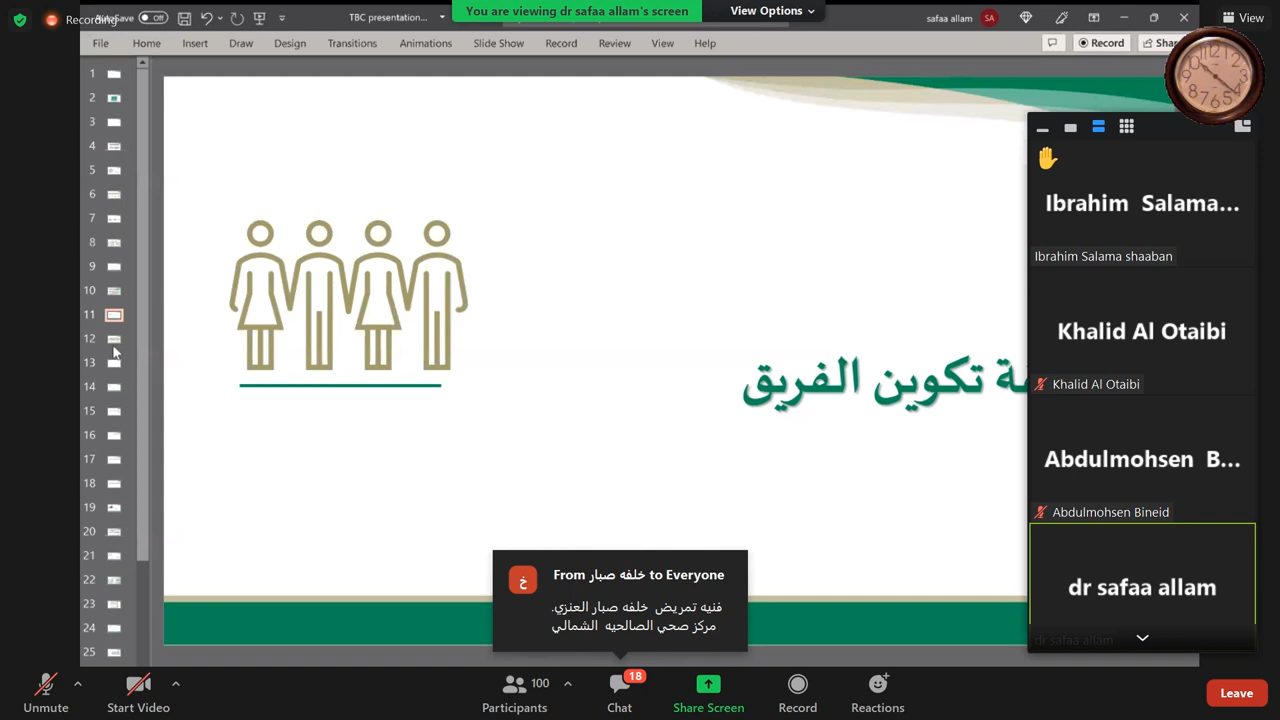 Recording
AutoSave Off
TBC presentation...
You are viewing dr safaa allam's screen
View Options
safaa allam
SA
View
File Home Insert Draw Design Transitions Animations Slide Show Record Review View Help
Record
Shar
1
2
3
4
5
6
7
8
9
10
11
12
13
14
15
16
17
18
19
20
21
22
23
24
25
تكوين الفريق
Ibrahim Salama...
Ibrahim Salama shaaban
Khalid Al Otaibi
Khalid Al Otaibi
Abdulmohsen B...
Abdulmohsen Bineid
dr safaa allam
dr safaa allam
خ
From خلفه صبار to Everyone
فنيه تمريض خلفه صبار العنزي.
مركز صحي الصالحيه الشمالي
Unmute
Start Video
100
Participants
18
Chat
Share Screen
Record
Reactions
Leave